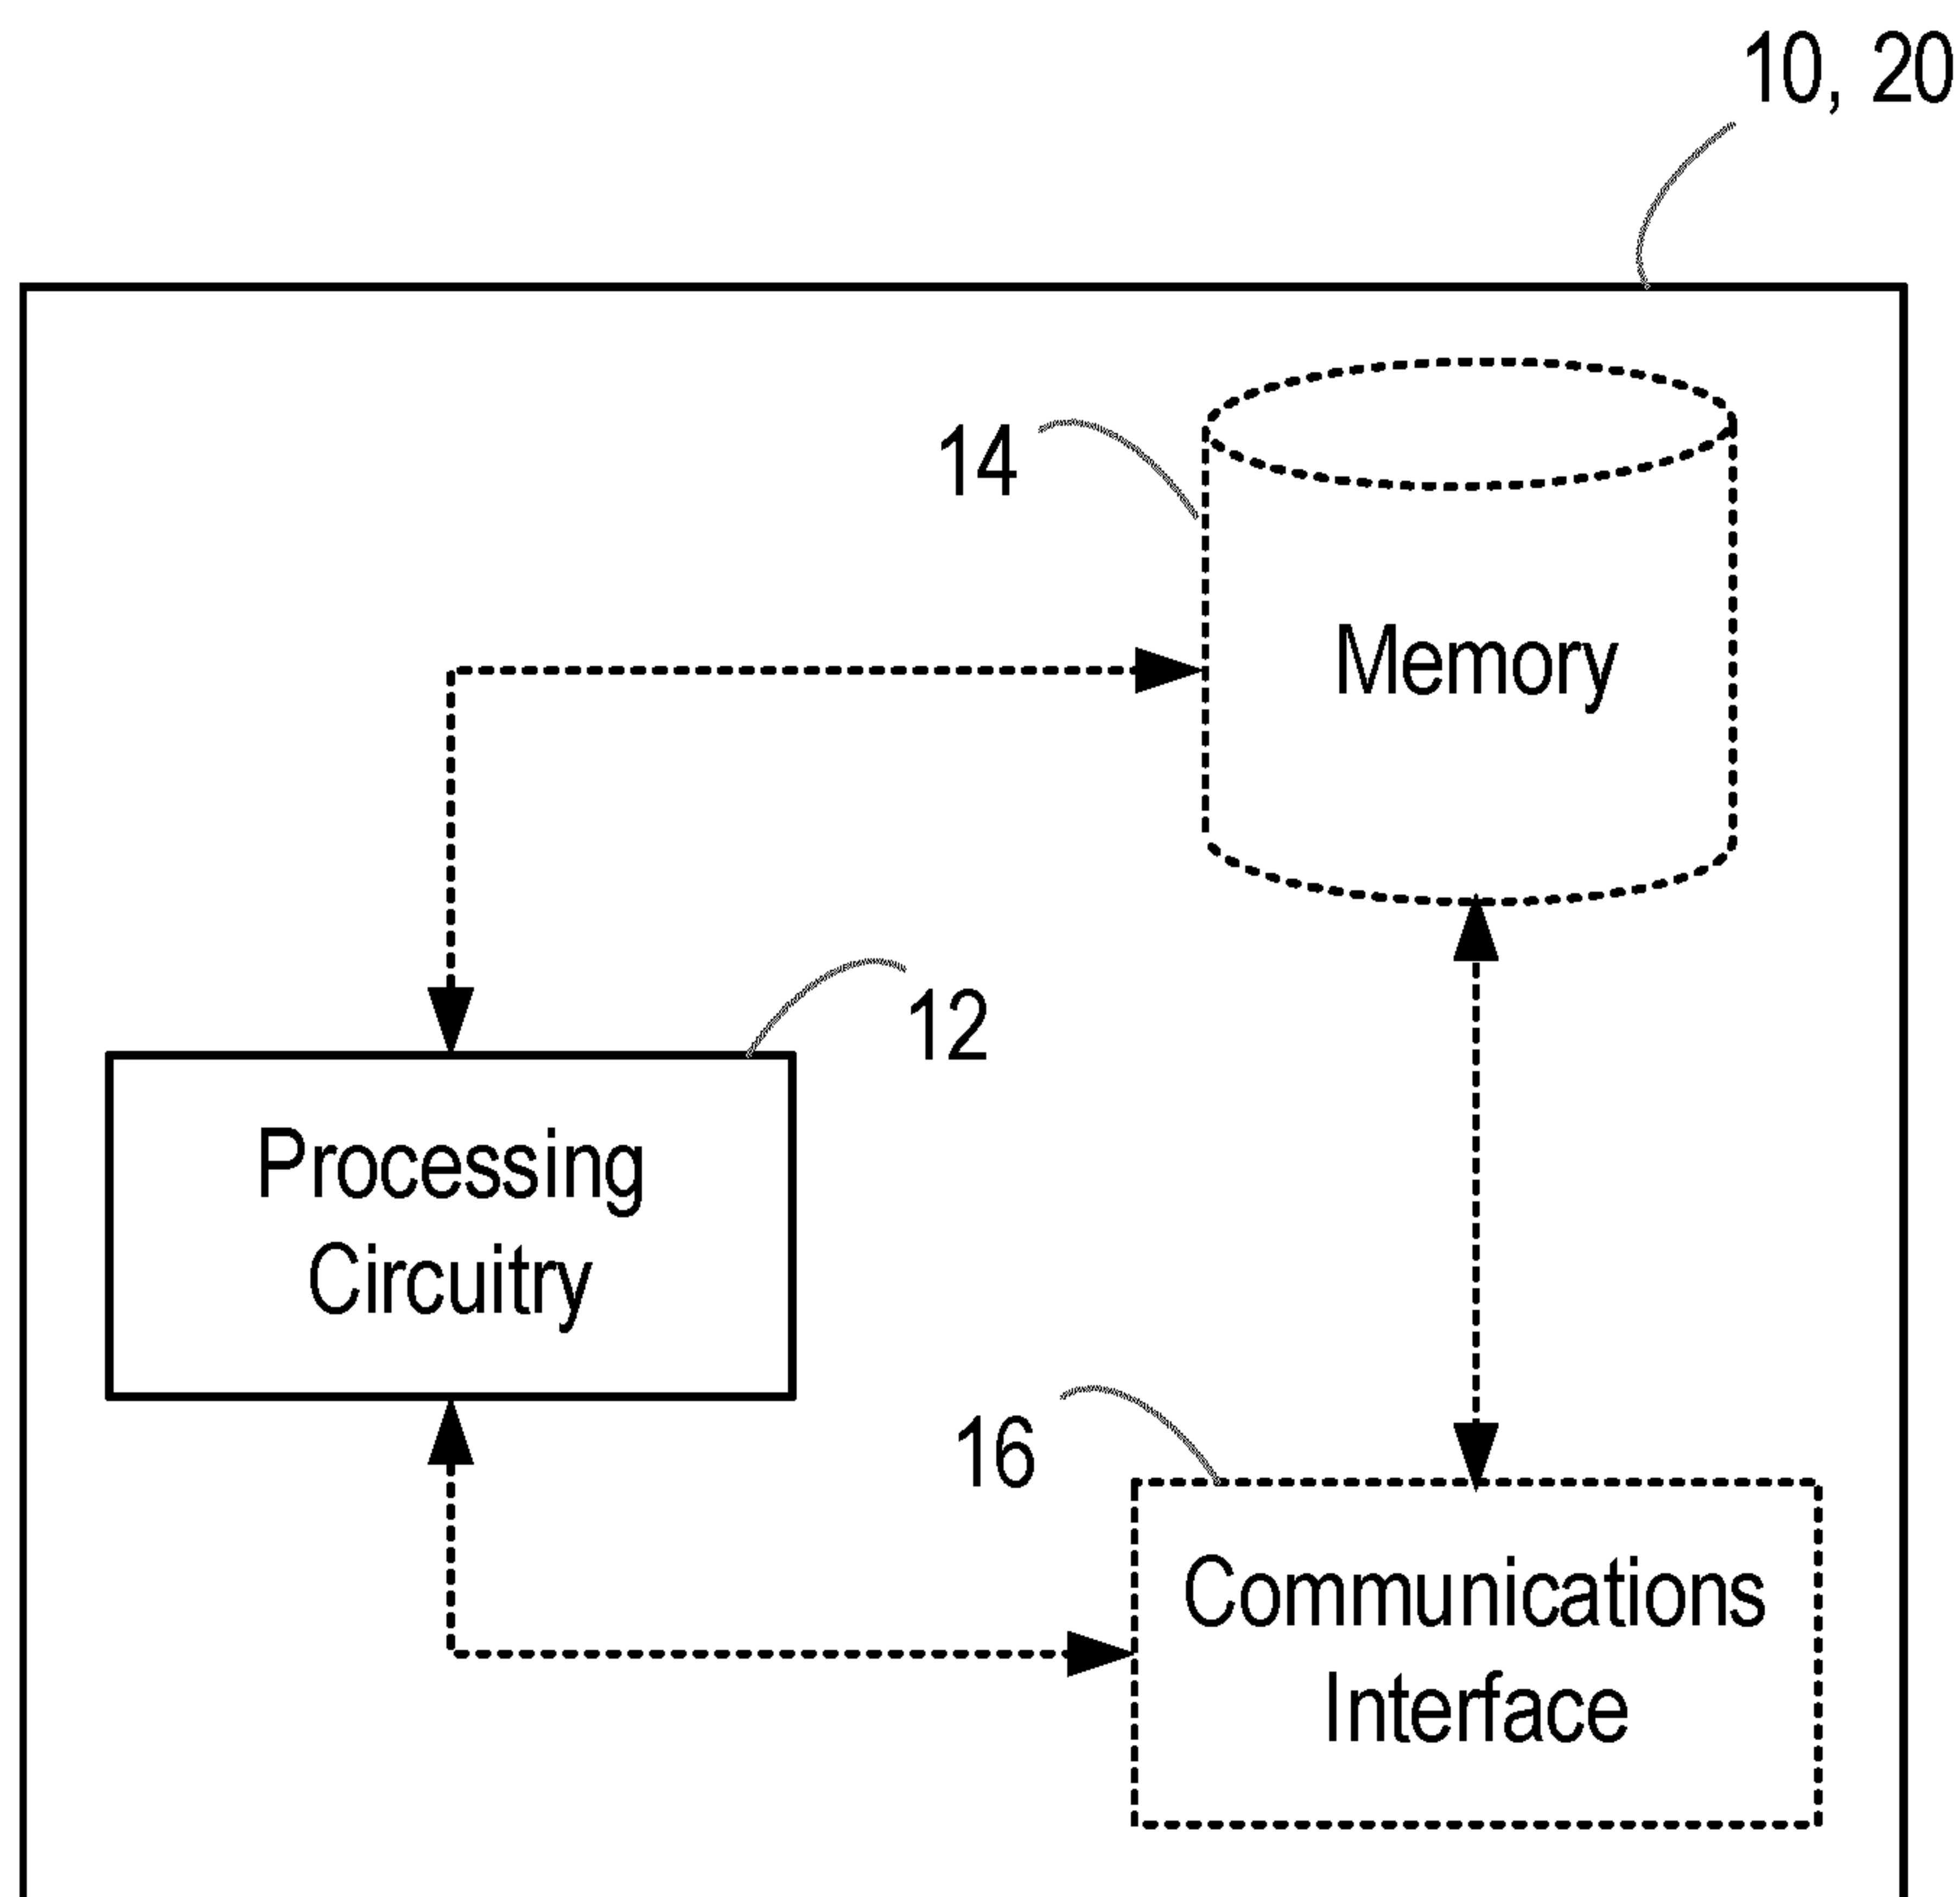 10, 20
14
Memory
12
Processing
Circuitry
16
Communications
Interface